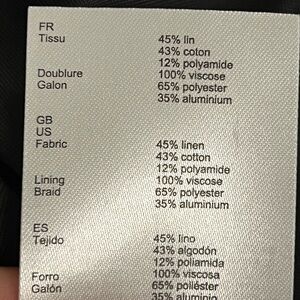 FR
Tissu 45% lin
43% coton
12% polyamide
Doublure 100% viscose
Galon 65% polyester
35% aluminium
GB
US
Fabric 45% linen
43% cotton
12% polyamide
Lining 100% viscose
Braid 65% polyester
35% aluminium
ES
Tejido 45% lino
43% algodón
12% poliamida
Forro 100% viscosa
Galón 65% poliéster
35% aluminio